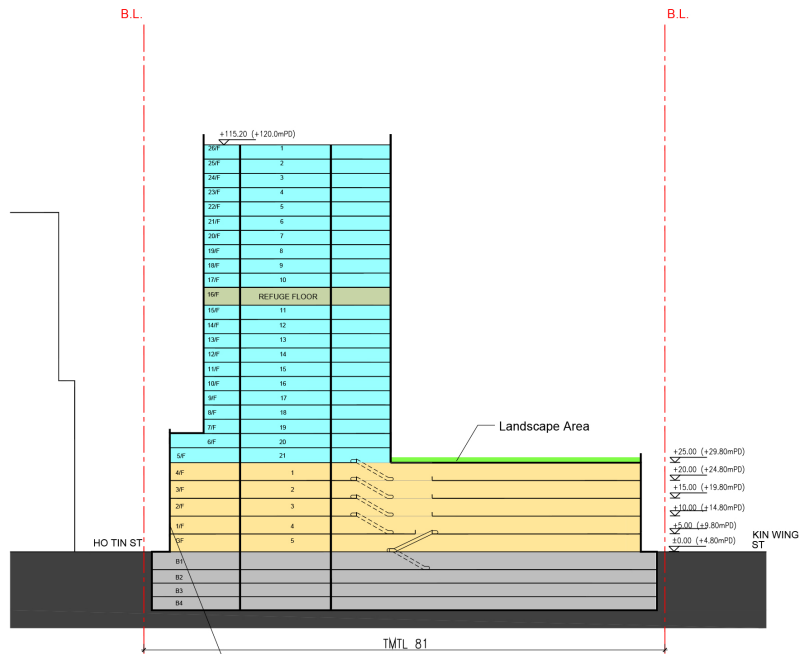 B.L. B.L.
+115.20 (+120.0mPD)
26/F 1
25/F 2
24/F 3
23/F 4
22/F 5
21/F 6
20/F 7
19/F 8
18/F 9
17/F 10
16/F REFUGE FLOOR
15/F 11
14/F 12
13/F 13
12/F 14
11/F 15
10/F 16
9/F 17
8/F 18
7/F 19
6/F 20
5/F 21
Landscape Area
4/F 1
3/F 2
2/F 3
1/F 4
GF 5
B1
B2
B3
B4
+25.00 (+29.80mPD)
+20.00 (+24.80mPD)
+15.00 (+19.80mPD)
+10.00 (+14.80mPD)
+5.00 (+9.80mPD)
±0.00 (+4.80mPD)
HO TIN ST
KIN WING
ST
TMTL 81